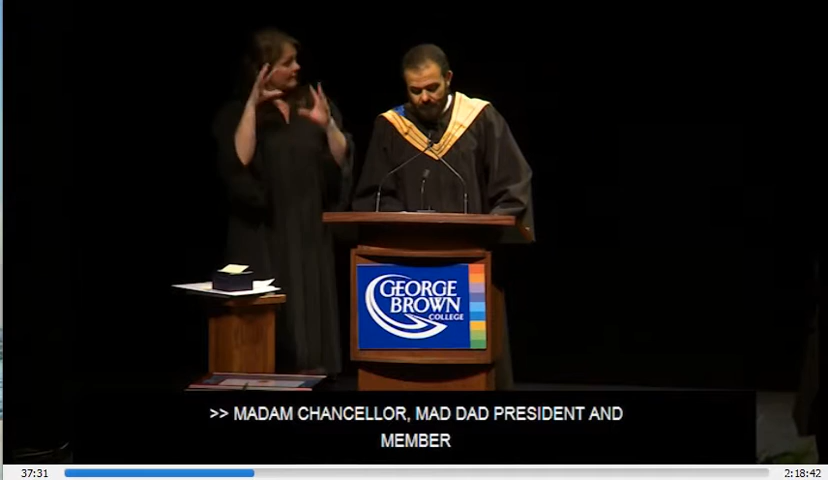 GEORGE
BROWN
COLLEGE
>> MADAM CHANCELLOR, MAD DAD PRESIDENT AND
MEMBER
37:31
2:18:42